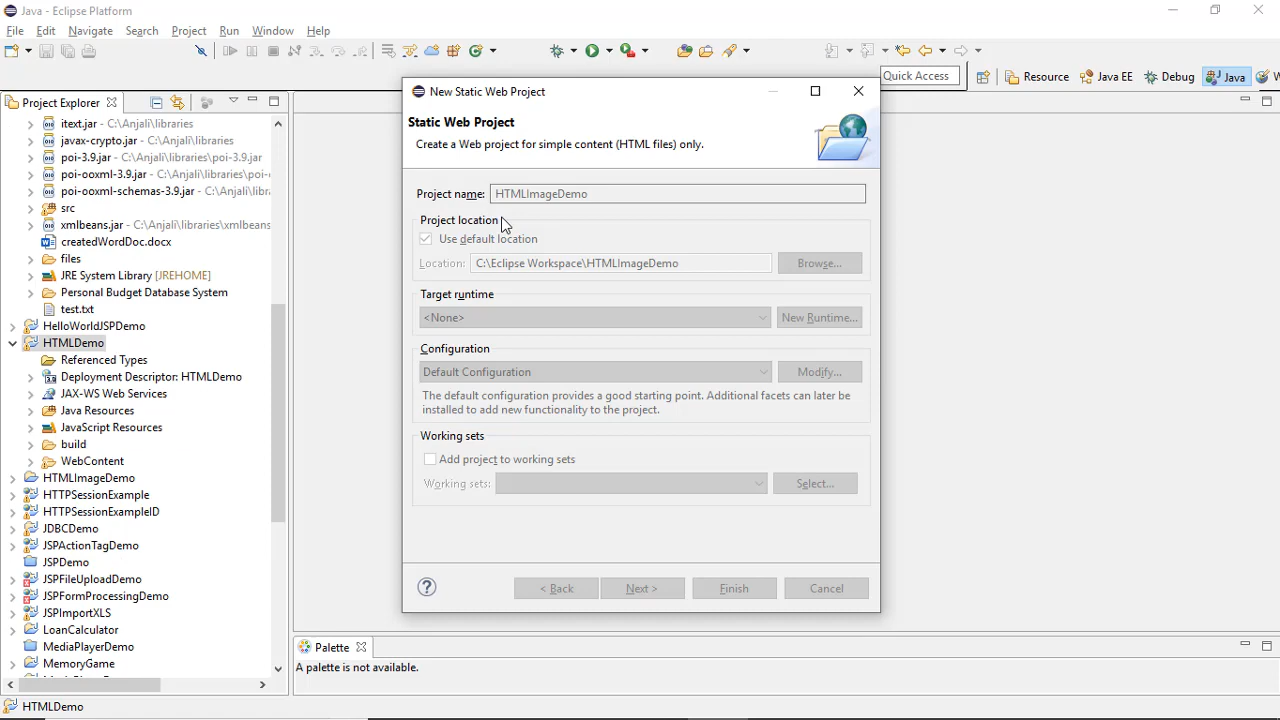 Java - Eclipse Platform
File Edit Navigate Search Project Run Window Help
Quick Access
Resource
Java EE
Debug
Java
W
Project Explorer
itext.jar - C:\Anjali\libraries
javax-crypto.jar - C:\Anjali\libraries
poi-3.9.jar - C:\Anjali\libraries\poi-3.9.jar
poi-ooxml-3.9.jar - C:\Anjali\libraries\poi-o
poi-ooxml-schemas-3.9.jar - C:\Anjali\libra
src
xmlbeans.jar - C:\Anjali\libraries\xmlbeans
createdWordDoc.docx
files
JRE System Library [JREHOME]
Personal Budget Database System
test.txt
HelloWorldJSPDemo
HTMLDemo
Referenced Types
Deployment Descriptor: HTMLDemo
JAX-WS Web Services
Java Resources
JavaScript Resources
build
WebContent
HTMLImageDemo
HTTPSessionExample
HTTPSessionExampleID
JDBCDemo
JSPActionTagDemo
JSPDemo
JSPFileUploadDemo
JSPFormProcessingDemo
JSPImportXLS
LoanCalculator
MediaPlayerDemo
MemoryGame
New Static Web Project
Static Web Project
Create a Web project for simple content (HTML files) only.
Project name: HTMLImageDemo
Project location
Use default location
Location: C:\Eclipse Workspace\HTMLImageDemo Browse...
Target runtime
<None> New Runtime...
Configuration
Default Configuration Modify...
The default configuration provides a good starting point. Additional facets can later be
installed to add new functionality to the project.
Working sets
Add project to working sets
Working sets: Select...
? < Back Next > Finish Cancel
Palette
A palette is not available.
HTMLDemo